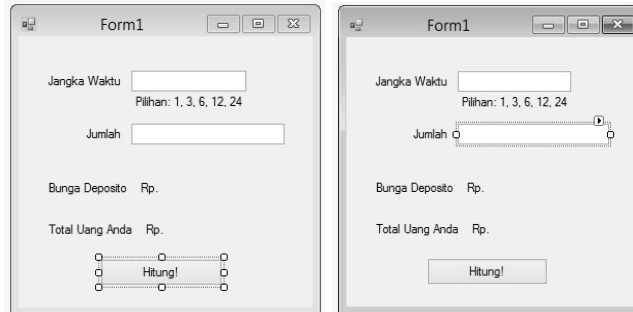 Form1
Jangka Waktu
Pilihan: 1, 3, 6, 12, 24
Jumlah
Bunga Deposito Rp.
Total Uang Anda Rp.
Hitung!
Form1
Jangka Waktu
Pilihan: 1, 3, 6, 12, 24
Jumlah
Bunga Deposito Rp.
Total Uang Anda Rp.
Hitung!